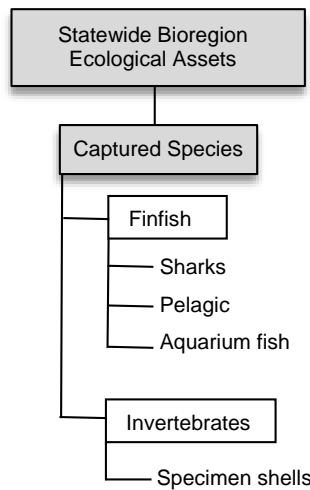 Statewide Bioregion
Ecological Assets
Captured Species
Finfish
Sharks
Pelagic
Aquarium fish
Invertebrates
Specimen shells